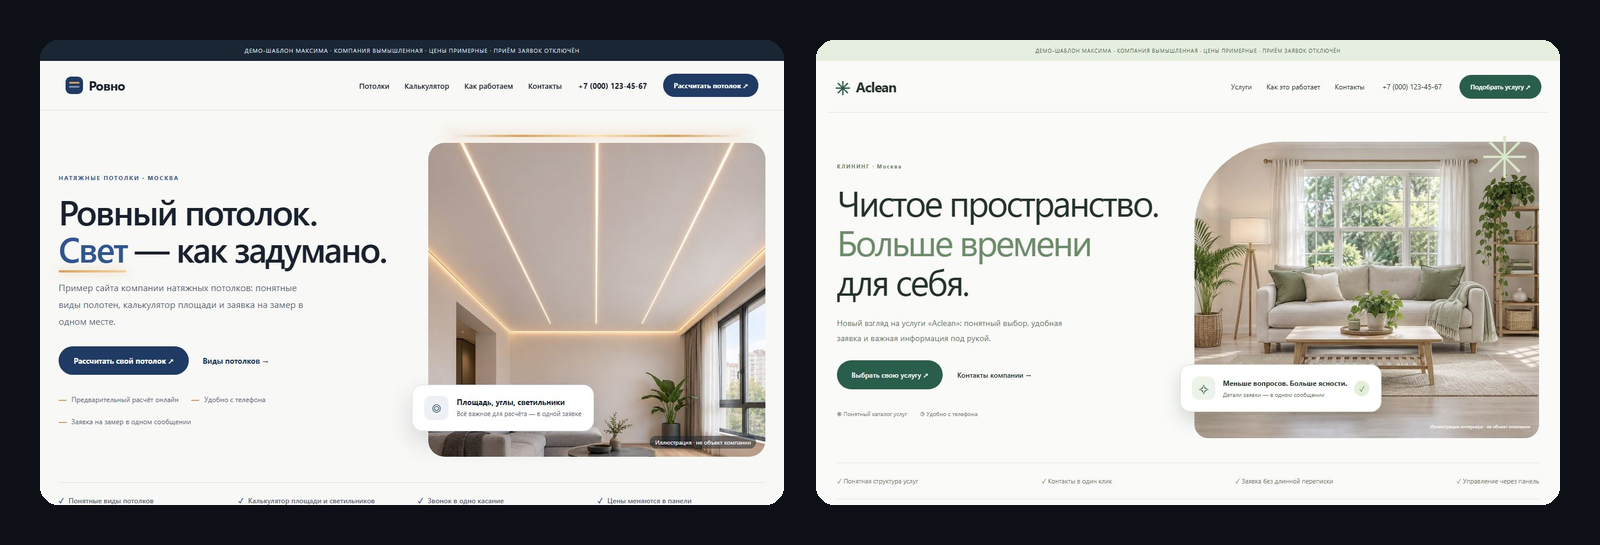 ДЕМО-ШАБЛОН МАКСИМА · КОМПАНИЯ ВЫМЫШЛЕННАЯ · ЦЕНЫ ПРИМЕРНЫЕ · ПРИЁМ ЗАЯВОК ОТКЛЮЧЁН
Ровно
Потолки Калькулятор Как работаем Контакты +7 (000) 123-45-67 Рассчитать потолок ↗
НАТЯЖНЫЕ ПОТОЛКИ · МОСКВА
Ровный потолок.
Свет — как задумано.
Пример сайта компании натяжных потолков: понятные
виды полотен, калькулятор площади и заявка на замер в
одном месте.
Рассчитать свой потолок ↗ Виды потолков →
— Предварительный расчёт онлайн — Удобно с телефона
— Заявка на замер в одном сообщении
Площадь, углы, светильники
Всё важное для расчёта — в одной заявке
Иллюстрация · не объект компании
✓ Понятные виды потолков ✓ Калькулятор площади и светильников ✓ Звонок в одно касание ✓ Цены меняются в панели
ДЕМО-ШАБЛОН МАКСИМА · КОМПАНИЯ ВЫМЫШЛЕННАЯ · ЦЕНЫ ПРИМЕРНЫЕ · ПРИЁМ ЗАЯВОК ОТКЛЮЧЁН
Aclean
Услуги Как это работает Контакты +7 (000) 123-45-67 Подобрать услугу ↗
КЛИНИНГ · Москва
Чистое пространство.
Больше времени
для себя.
Новый взгляд на услуги «Aclean»: понятный выбор, удобная
заявка и важная информация под рукой.
Выбрать свою услугу ↗ Контакты компании →
Понятный каталог услуг Удобно с телефона
Меньше вопросов. Больше ясности.
Детали заявки — в одном сообщении
✓
Иллюстрация интерьера · не объект компании
✓ Понятная структура услуг ✓ Контакты в один клик ✓ Заявка без длинной переписки ✓ Управление через панель